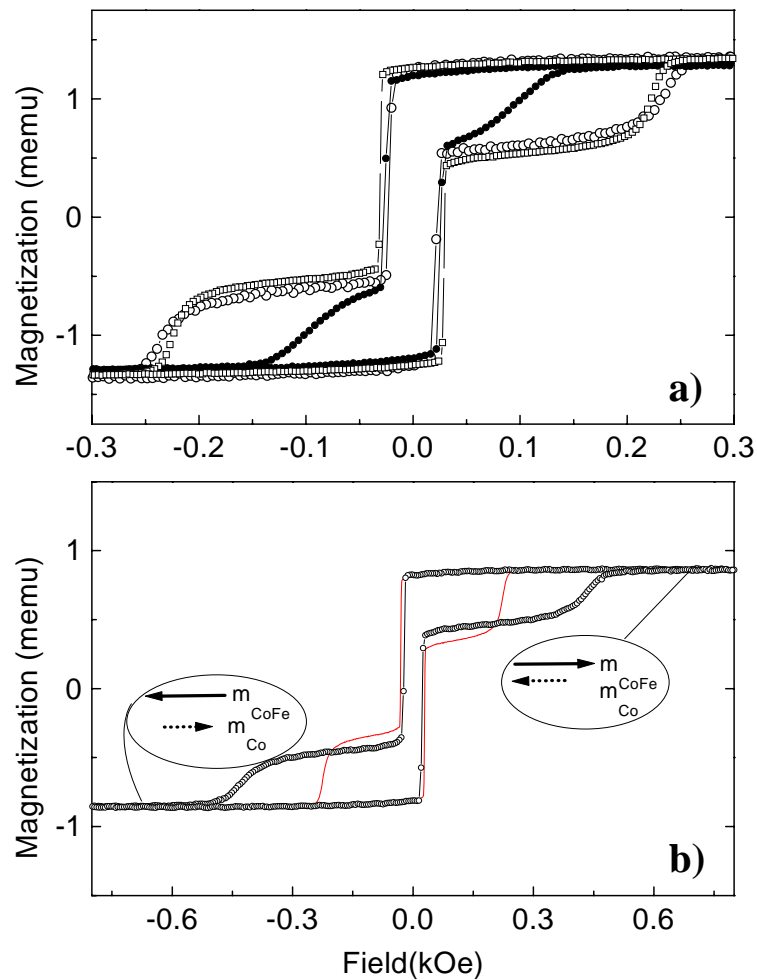 1
0
-1
Magnetization (memu)
a)
-0.3 -0.2 -0.1 0.0 0.1 0.2 0.3
1
0
-1
Magnetization (memu)
m
CoFe
m
Co
m
CoFe
m
Co
b)
-0.6 -0.3 0.0 0.3 0.6
Field(kOe)